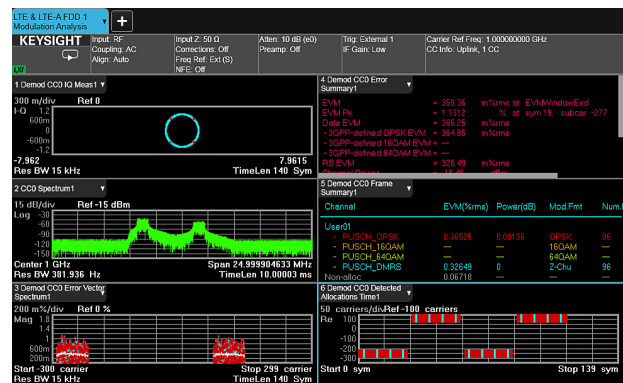 LTE & LTE-A FDD 1
Modulation Analysis
+
KEYSIGHT
Input: RF
Coupling: AC
Align: Auto
Input Z: 50 Ω
Corrections: Off
Freq Ref: Ext (S)
NFE: Off
Atten: 10 dB (e0)
Preamp: Off
Trig: External 1
IF Gain: Low
Carrier Ref Freq: 1.000000000 GHz
CC Info: Uplink, 1 CC
LXI
1 Demod CC0 IQ Meas1
300 m/div Ref 0
I-Q 1.2
600m
0
-600m
-1.2
-7.962 7.9615
Res BW 15 kHz TimeLen 140 Sym
4 Demod CC0 Error
Summary1
EVM = 359.35 m%rms at EVMWindowEnd
EVM Pk = 1.1312 % at sym 19, subcar -277
Data EVM = 365.25 m%rms
-3GPP-defined QPSK EVM = 364.85 m%rms
-3GPP-defined 16QAM EVM = —
-3GPP-defined 64QAM EVM = —
RS EVM = 326.49 m%rms
2 CC0 Spectrum1
15 dB/div Ref -15 dBm
Log -30
-60
-90
-120
-150
Center 1 GHz Span 24.999904633 MHz
Res BW 381.936 Hz TimeLen 10.00003 ms
5 Demod CC0 Frame
Summary1
Channel EVM(%rms) Power(dB) Mod.Fmt Num.
User01
- PUSCH_QPSK 0.36525 0.00136 QPSK 96
- PUSCH_16QAM — — 16QAM —
- PUSCH_64QAM — — 64QAM —
- PUSCH_DMRS 0.32649 0 Z-Chu 96
Non-alloc 0.06718 — — —
3 Demod CC0 Error Vector
Spectrum1
200 m%/div Ref 0 %
Mag 1.8
1.4
1
600m
200m
Start -300 carrier Stop 299 carrier
Res BW 15 kHz TimeLen 140 Sym
6 Demod CC0 Detected
Allocations Time1
50 carriers/div Ref -100 carriers
Re 100
0
-100
-200
-300
Start 0 sym Stop 139 sym